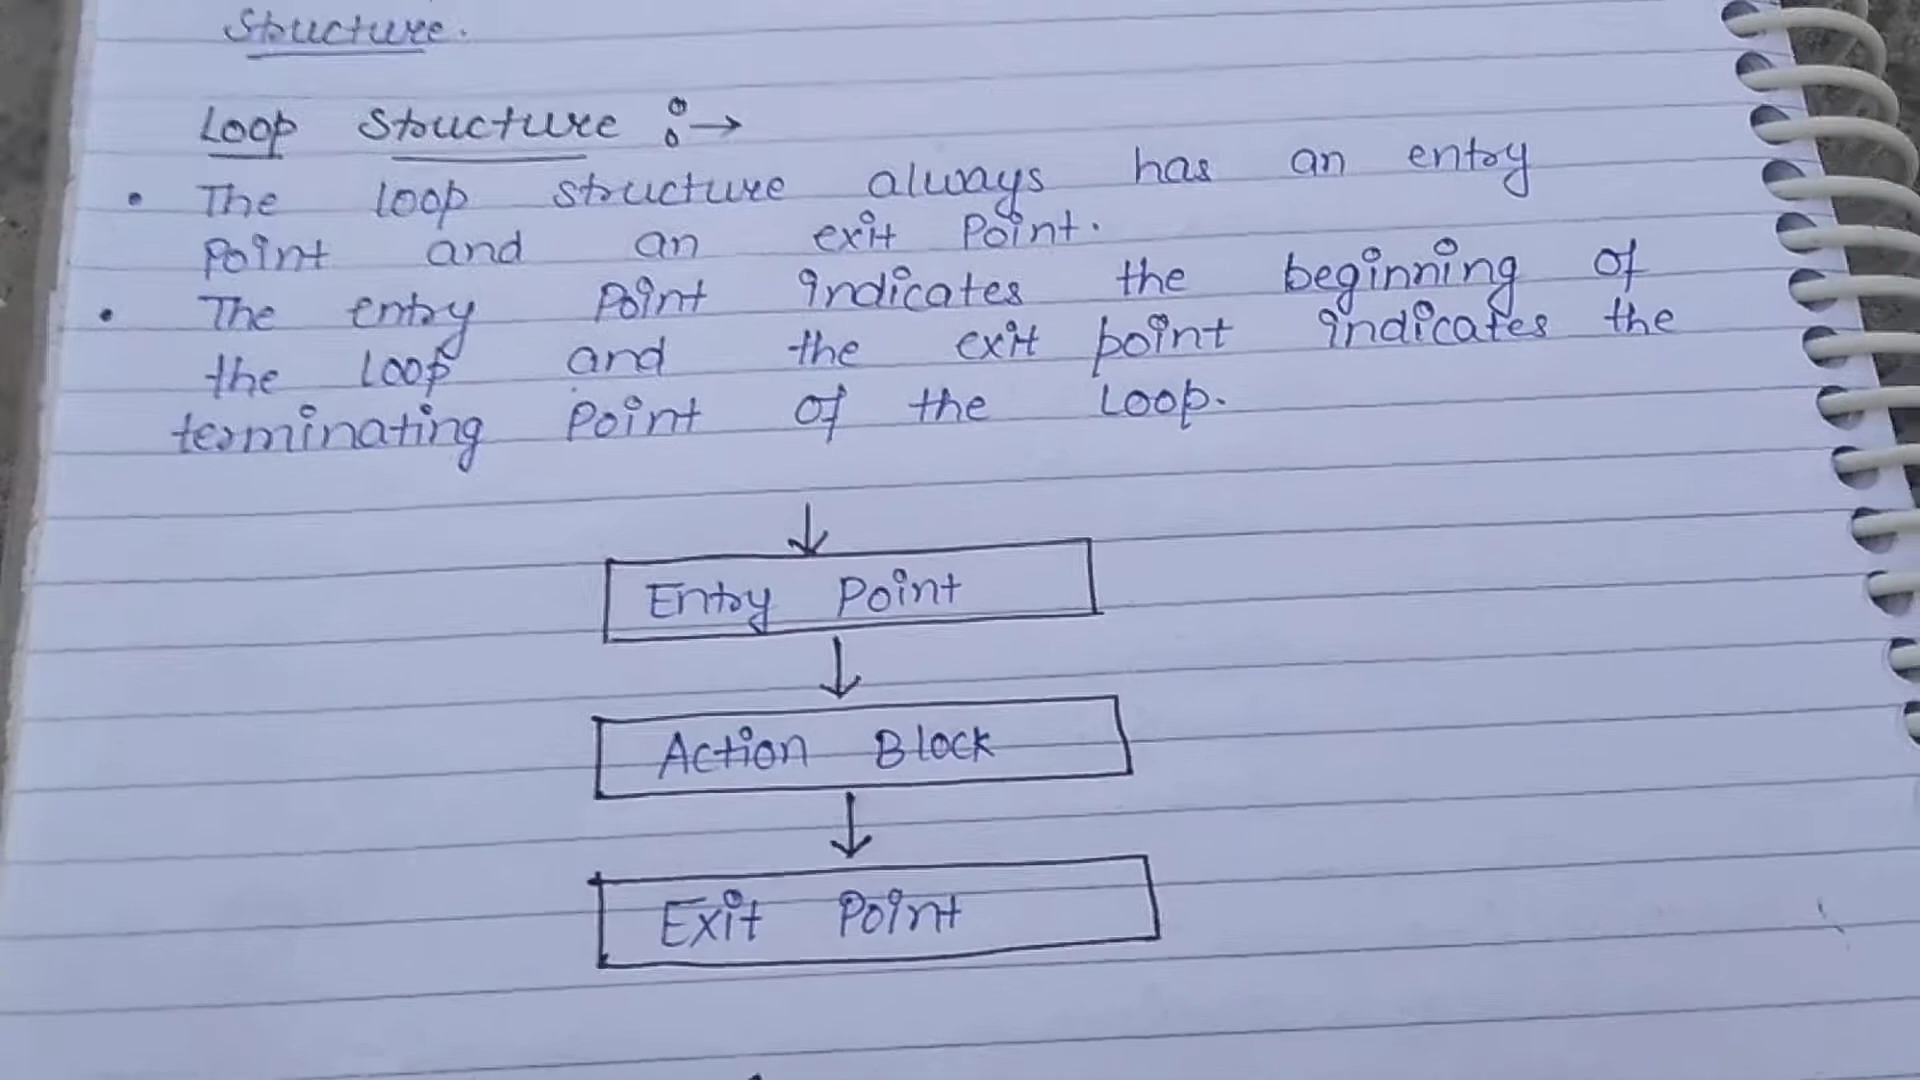 Structure.
Loop Structure :→
• The loop structure always has an entry
Point and an exit Point.
• The entry Point indicates the beginning of
the loop and the exit point indicates the
terminating Point of the Loop.
↓
Entry Point
↓
Action Block
↓
Exit Point